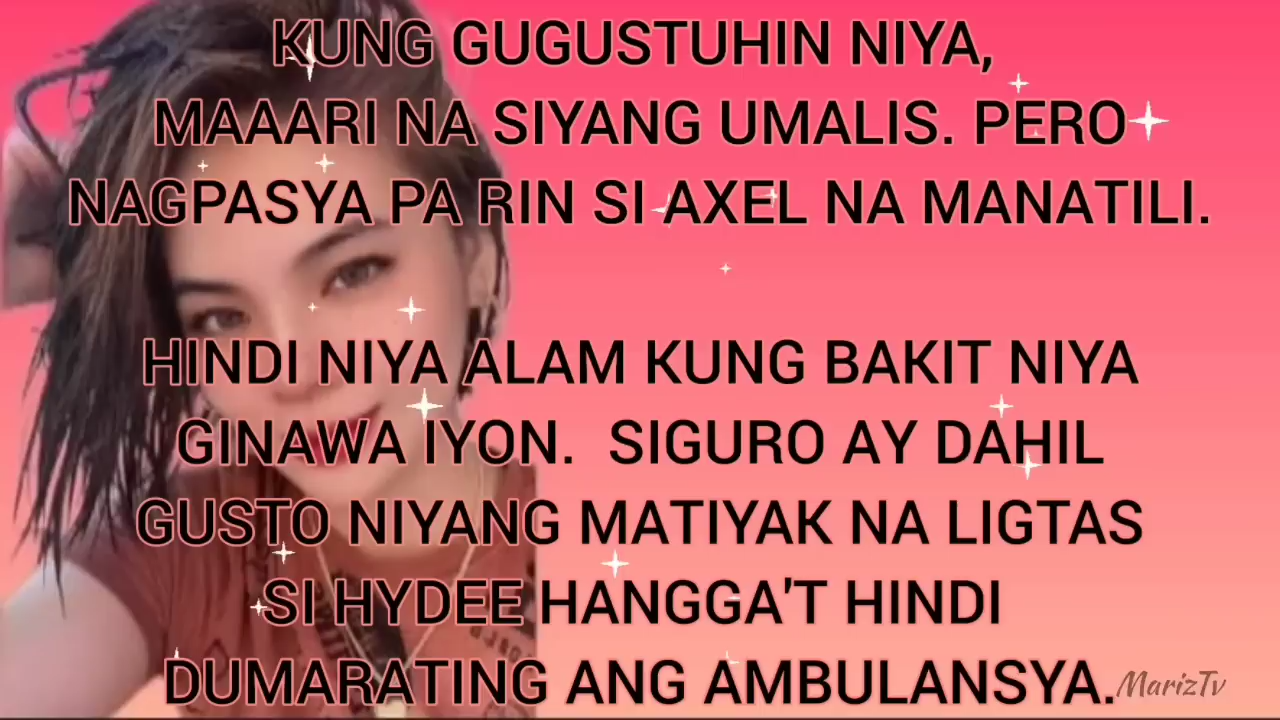 KUNG GUGUSTUHIN NIYA,
MAAARI NA SIYANG UMALIS. PERO
NAGPASYA PA RIN SI AXEL NA MANATILI.
HINDI NIYA ALAM KUNG BAKIT NIYA
GINAWA IYON.  SIGURO AY DAHIL
GUSTO NIYANG MATIYAK NA LIGTAS
SI HYDEE HANGGA'T HINDI
DUMARATING ANG AMBULANSYA.
MarizTv